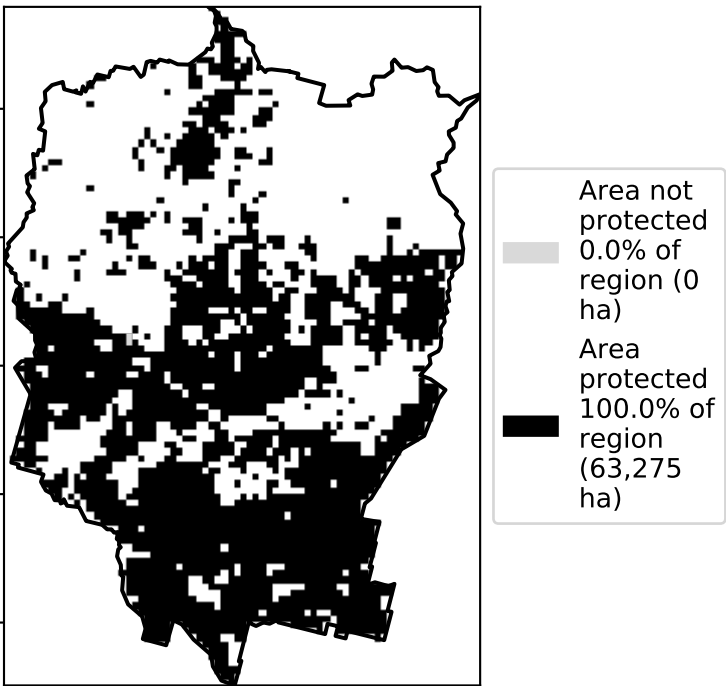 Area not
protected
0.0% of
region (0
ha)
Area
protected
100.0% of
region
(63,275
ha)